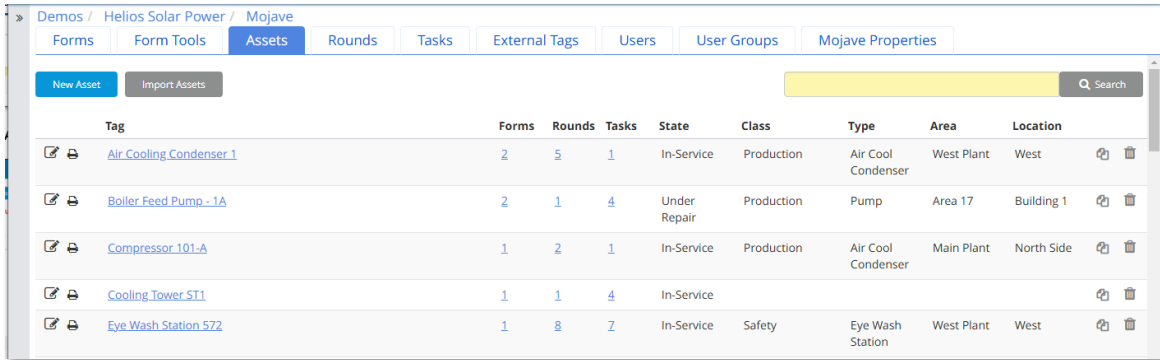 »
Demos / Helios Solar Power / Mojave
Forms Form Tools Assets Rounds Tasks External Tags Users User Groups Mojave Properties
New Asset Import Assets Search
Tag Forms Rounds Tasks State Class Type Area Location
Air Cooling Condenser 1 2 5 1 In-Service Production Air Cool West Plant West
Condenser
Boiler Feed Pump - 1A 2 1 4 Under Production Pump Area 17 Building 1
Repair
Compressor 101-A 1 2 1 In-Service Production Air Cool Main Plant North Side
Condenser
Cooling Tower ST1 1 1 4 In-Service
Eye Wash Station 572 1 8 7 In-Service Safety Eye Wash West Plant West
Station